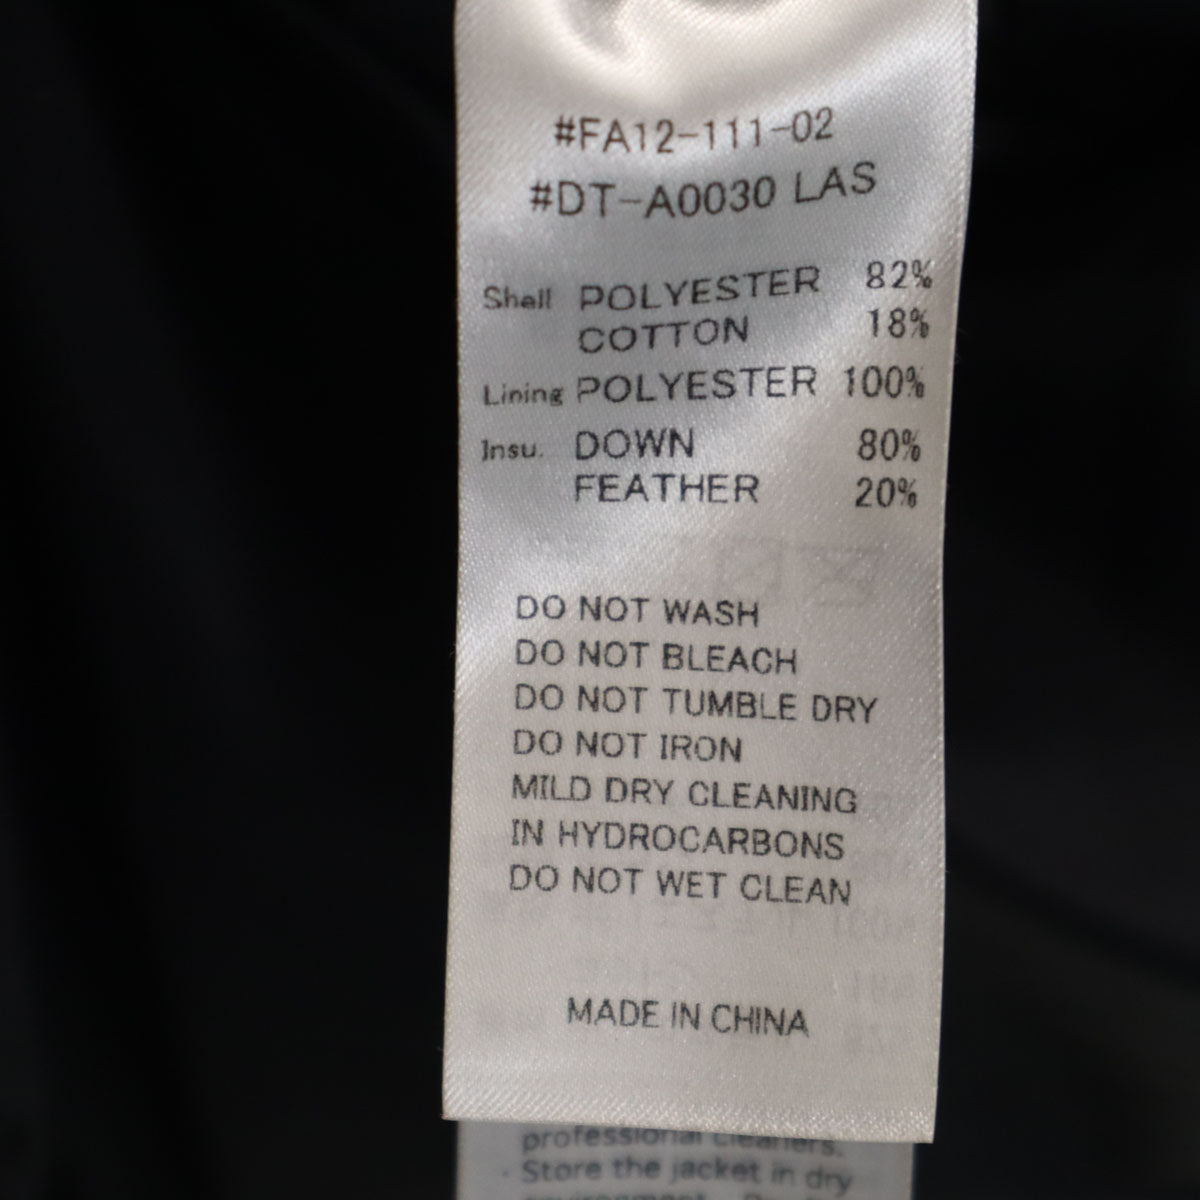 #FA12-111-02
#DT-A0030 LAS
Shell POLYESTER 82%
COTTON 18%
Lining POLYESTER 100%
Insu. DOWN 80%
FEATHER 20%
DO NOT WASH
DO NOT BLEACH
DO NOT TUMBLE DRY
DO NOT IRON
MILD DRY CLEANING
IN HYDROCARBONS
DO NOT WET CLEAN
MADE IN CHINA
professional cleaners.
· Store the jacket in dry